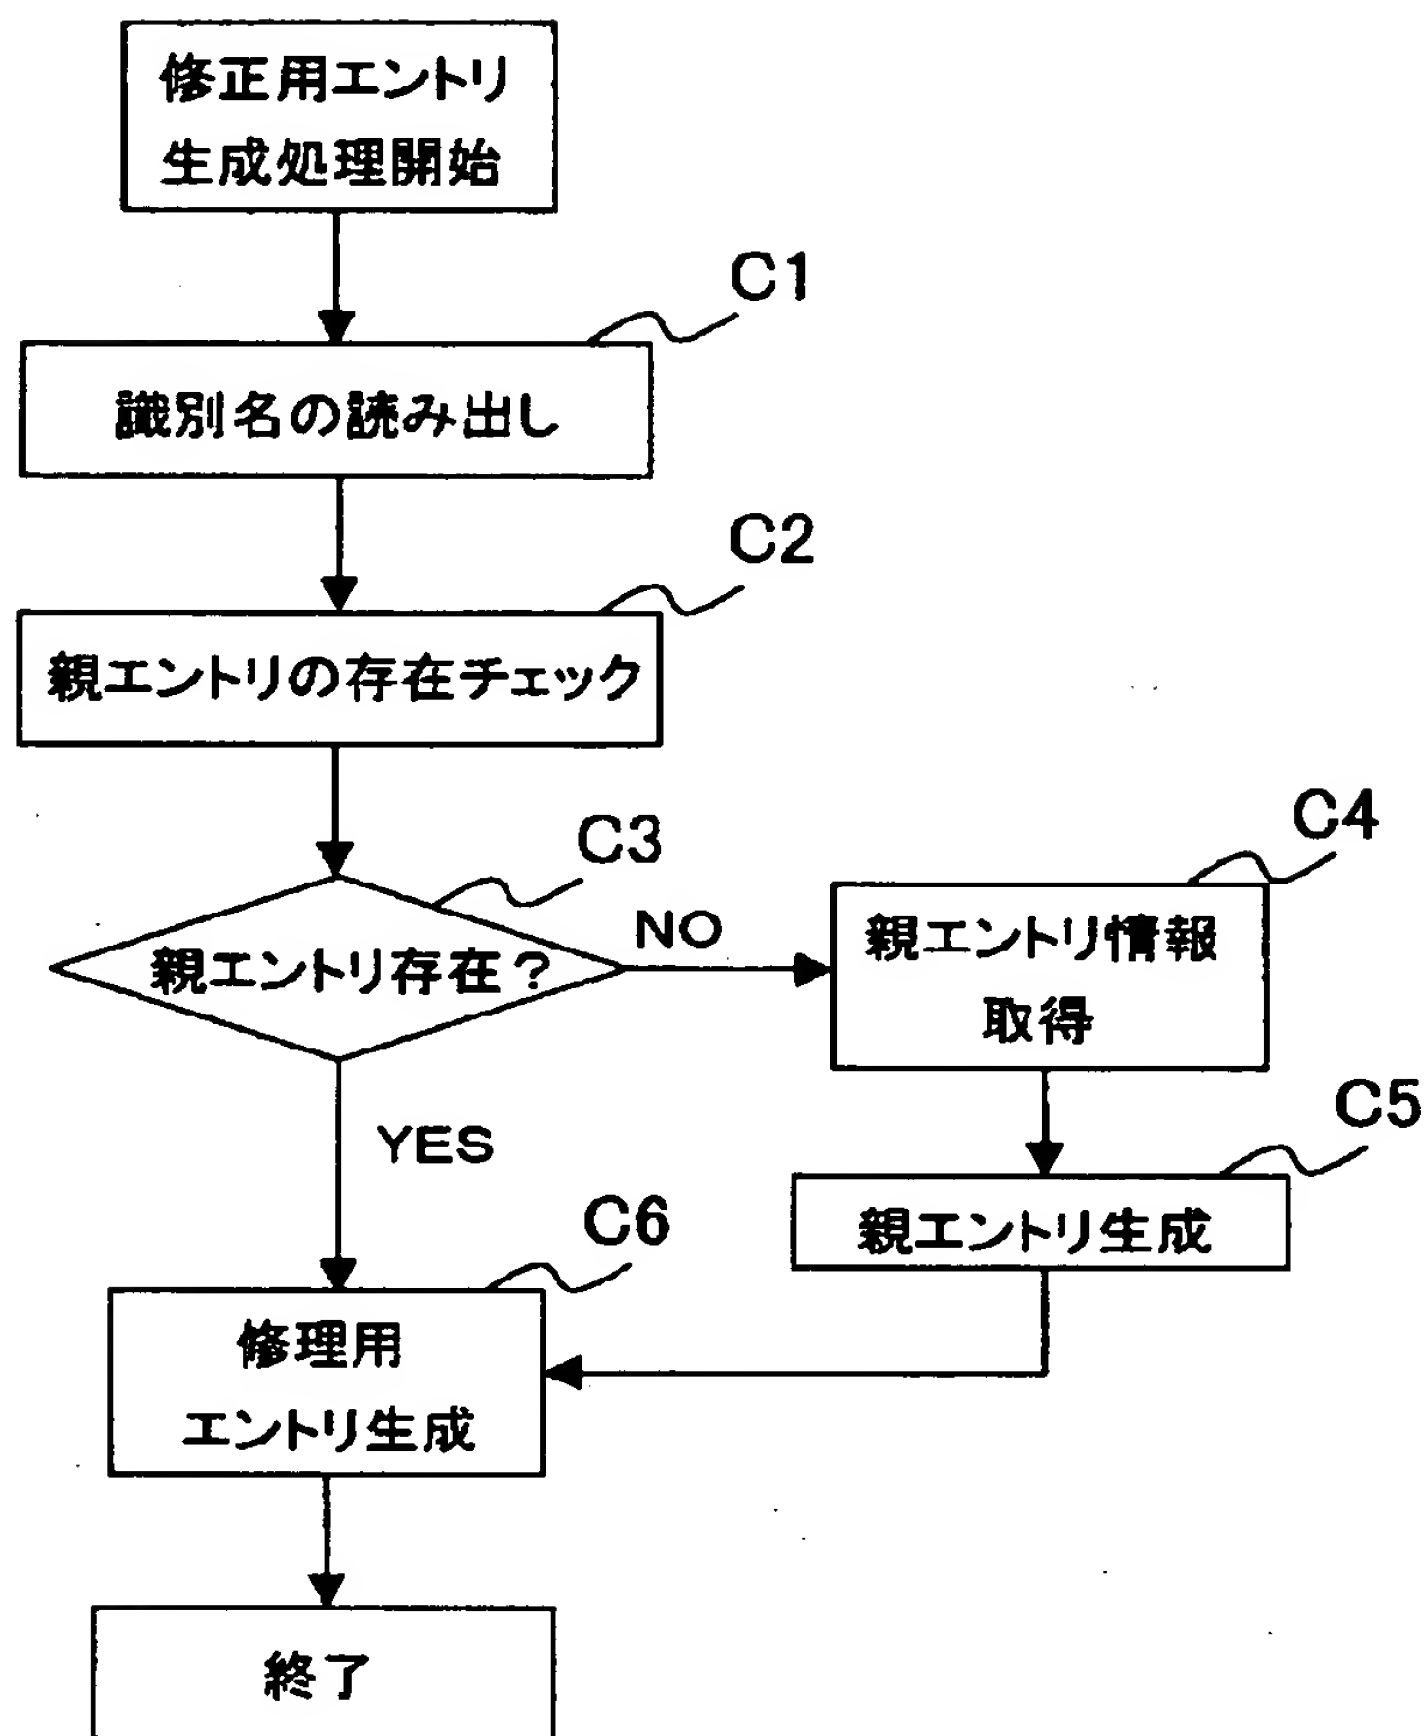 修正用エントリ
生成処理開始
C1
識別名の読み出し
C2
親エントリの存在チェック
C3
親エントリ存在?
NO
C4
親エントリ情報
取得
YES
C5
親エントリ生成
C6
修理用
エントリ生成
終了